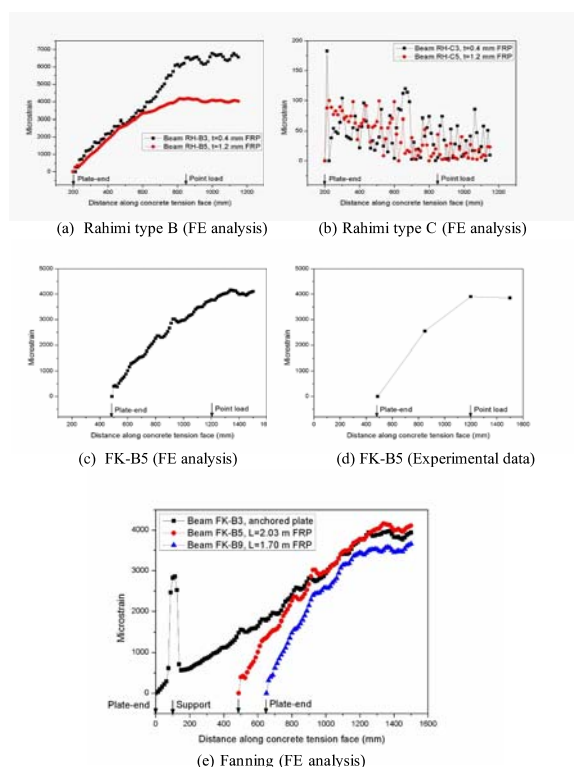 7000
6000
5000
4000
3000
2000
1000
0
Microstrain
Beam RH-B3, t=0.4 mm FRP
Beam RH-B5, t=1.2 mm FRP
Plate-end
Point load
200 400 600 800 1000 1200
Distance along concrete tension face (mm)
(a) Rahimi type B (FE analysis)
200
150
100
50
0
Microstrain
Beam RH-C3, t=0.4 mm FRP
Beam RH-C5, t=1.2 mm FRP
Plate-end
Point load
200 400 600 800 1000 1200
Distance along concrete tension face (mm)
(b) Rahimi type C (FE analysis)
5000
4000
3000
2000
1000
0
Microstrain
Plate-end
Point load
200 400 600 800 1000 1200 1400 1600
Distance along concrete tension face (mm)
(c) FK-B5 (FE analysis)
5000
4000
3000
2000
1000
0
Microstrain
Plate-end
Point load
0 200 400 600 800 1000 1200 1400 1600
Distance along concrete tension face (mm)
(d) FK-B5 (Experimental data)
4000
3000
2000
1000
0
Microstrain
Beam FK-B3, anchored plate
Beam FK-B5, L=2.03 m FRP
Beam FK-B9, L=1.70 m FRP
Plate-end
Support
Plate-end
0 200 400 600 800 1000 1200 1400 1600
Distance along concrete tension face (mm)
(e) Fanning (FE analysis)